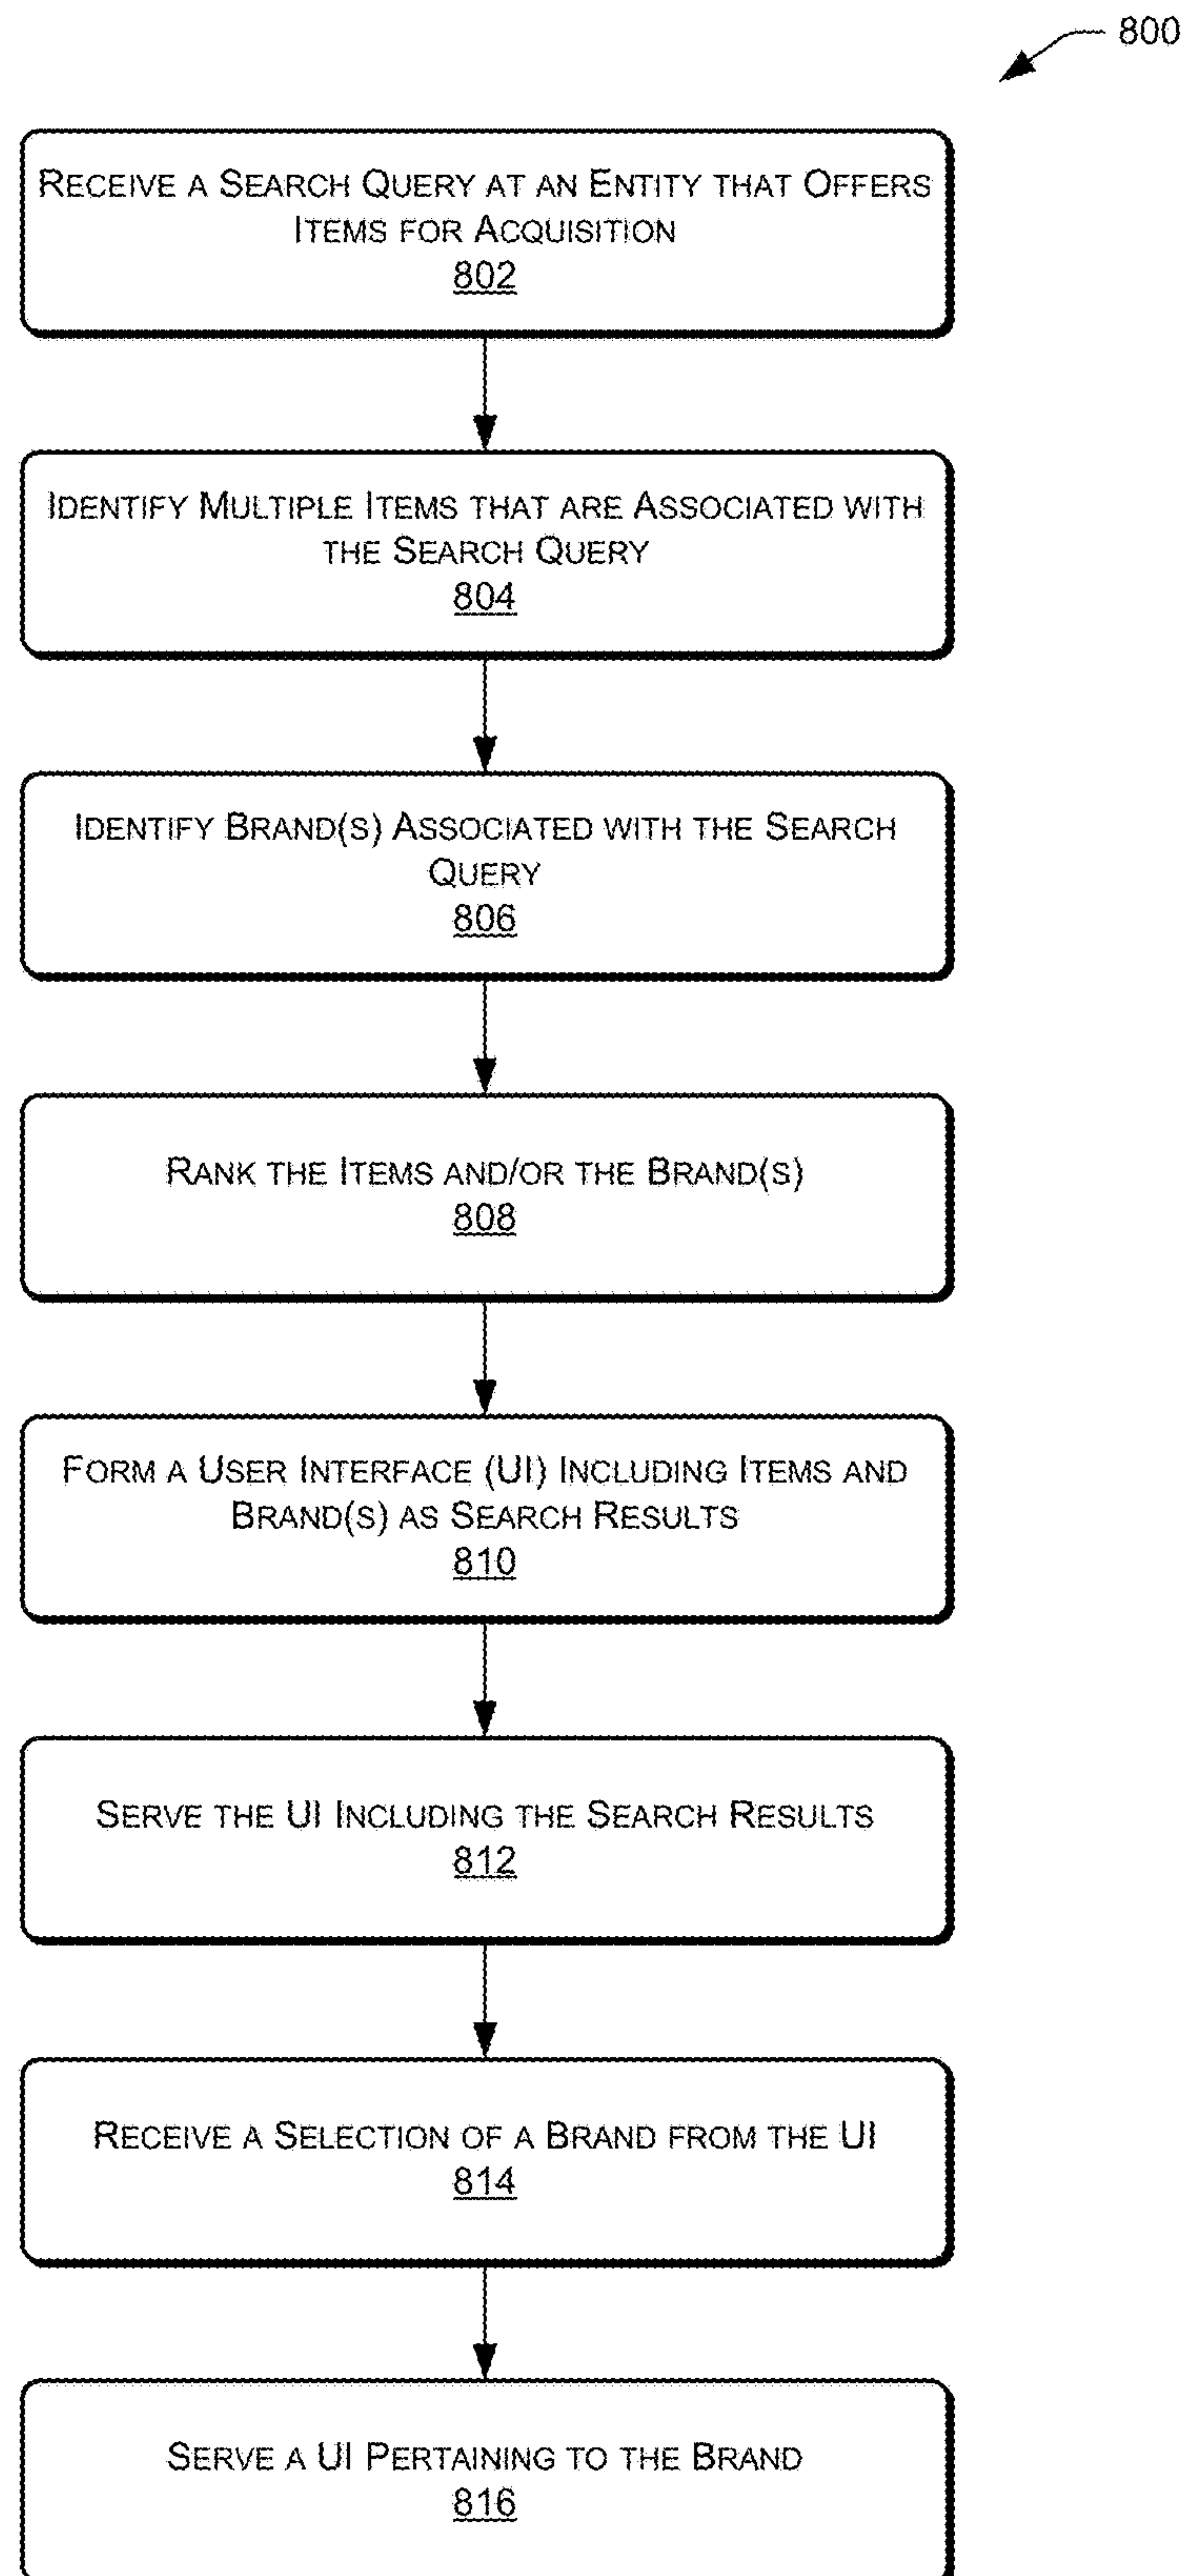 800
Receive a Search Query at an Entity that Offers
Items for Acquisition
802
Identify Multiple Items that are Associated with
the Search Query
804
Identify Brand(s) Associated with the Search
Query
806
Rank the Items and/or the Brand(s)
808
Form a User Interface (UI) Including Items and
Brand(s) as Search Results
810
Serve the UI Including the Search Results
812
Receive a Selection of a Brand from the UI
814
Serve a UI Pertaining to the Brand
816